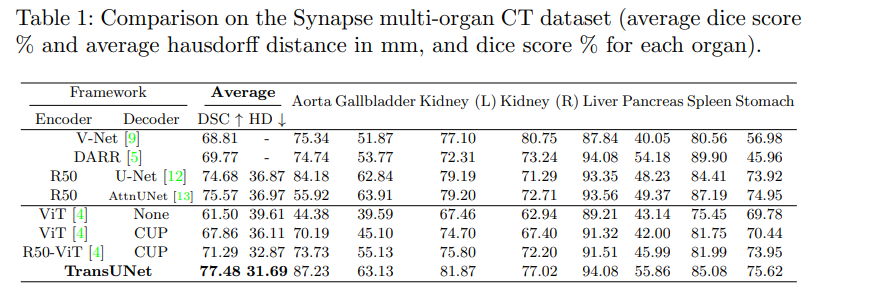 Table 1: Comparison on the Synapse multi-organ CT dataset (average dice score
% and average hausdorff distance in mm, and dice score % for each organ).
Framework Average Aorta Gallbladder Kidney (L) Kidney (R) Liver Pancreas Spleen Stomach
Encoder Decoder DSC ↑ HD ↓
V-Net [9] 68.81 - 75.34 51.87 77.10 80.75 87.84 40.05 80.56 56.98
DARR [5] 69.77 - 74.74 53.77 72.31 73.24 94.08 54.18 89.90 45.96
R50 U-Net [12] 74.68 36.87 84.18 62.84 79.19 71.29 93.35 48.23 84.41 73.92
R50 AttnUNet [13] 75.57 36.97 55.92 63.91 79.20 72.71 93.56 49.37 87.19 74.95
ViT [4] None 61.50 39.61 44.38 39.59 67.46 62.94 89.21 43.14 75.45 69.78
ViT [4] CUP 67.86 36.11 70.19 45.10 74.70 67.40 91.32 42.00 81.75 70.44
R50-ViT [4] CUP 71.29 32.87 73.73 55.13 75.80 72.20 91.51 45.99 81.99 73.95
TransUNet 77.48 31.69 87.23 63.13 81.87 77.02 94.08 55.86 85.08 75.62